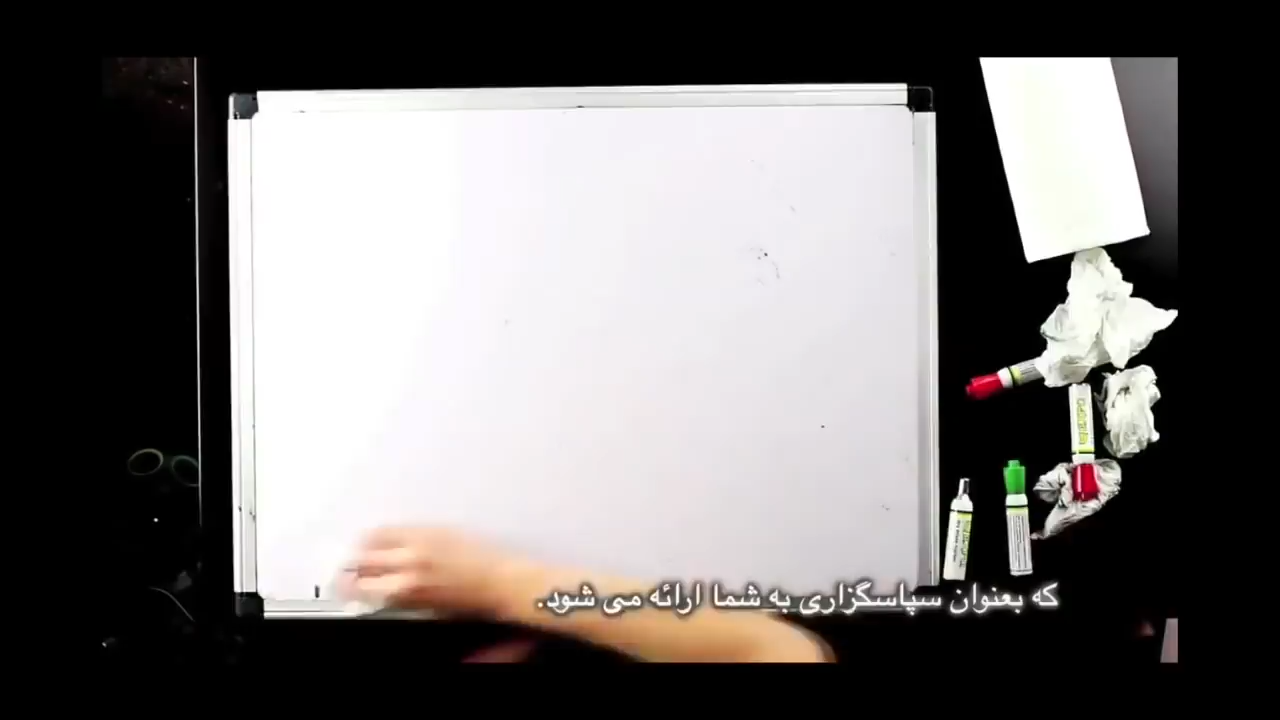 که بعنوان سپاسگزاری به شما ارائه می شود.